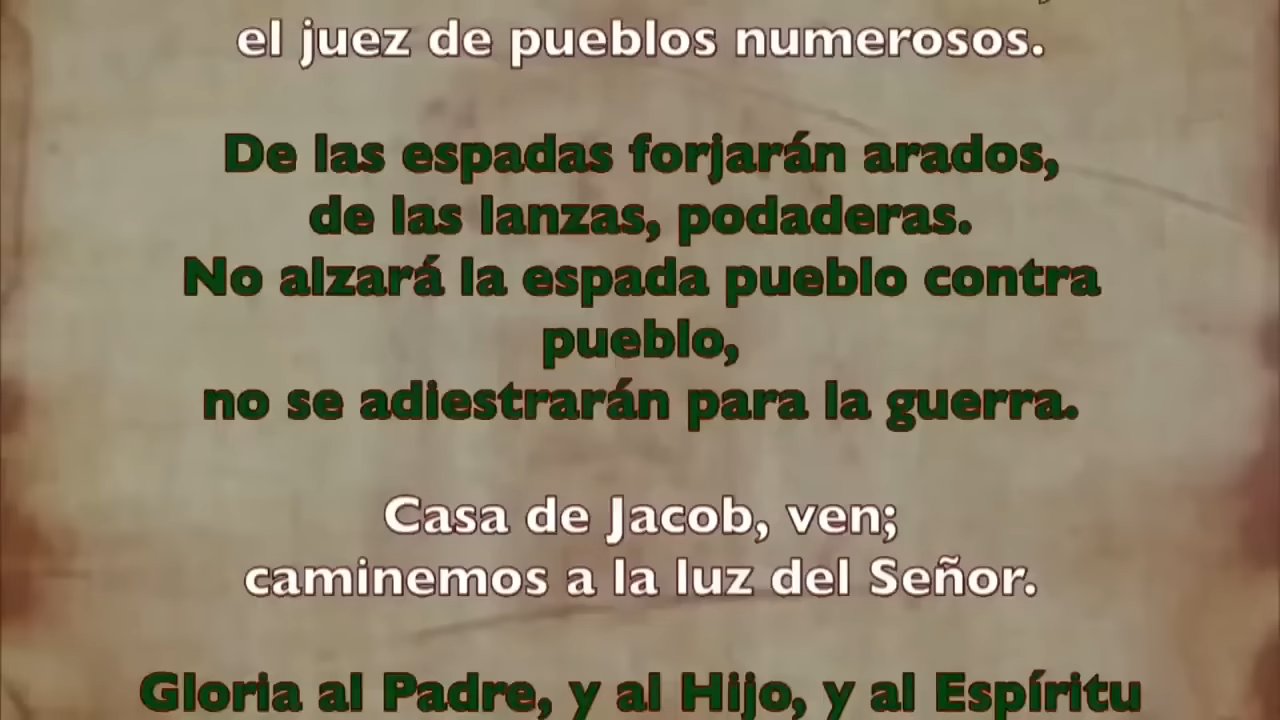 el juez de pueblos numerosos.
De las espadas forjarán arados,
de las lanzas, podaderas.
No alzará la espada pueblo contra
pueblo,
no se adiestrarán para la guerra.
Casa de Jacob, ven;
caminemos a la luz del Señor.
Gloria al Padre, y al Hijo, y al Espíritu